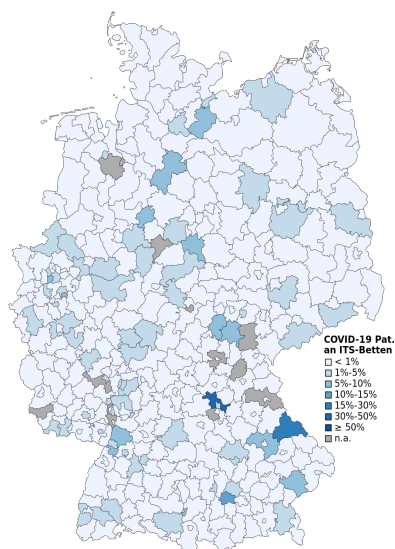 COVID-19 Pat.
an ITS-Betten
< 1%
1%-5%
5%-10%
10%-15%
15%-30%
30%-50%
≥ 50%
n.a.